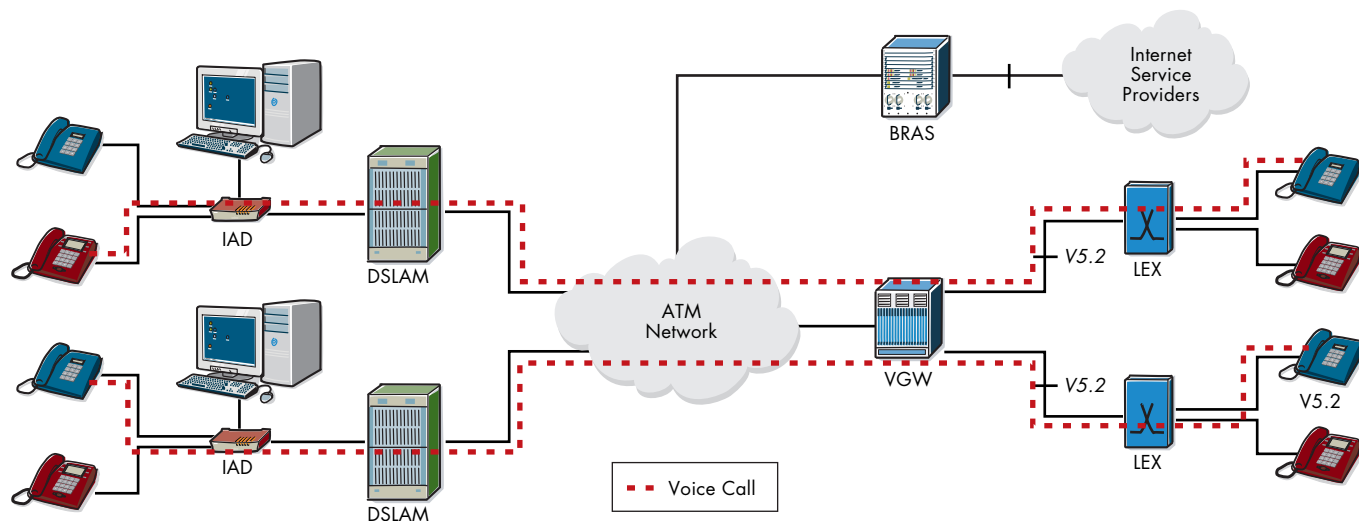 Internet
Service
Providers
BRAS
IAD
DSLAM
V5.2
LEX
ATM
Network
VGW
V5.2
V5.2
IAD
LEX
DSLAM
Voice Call